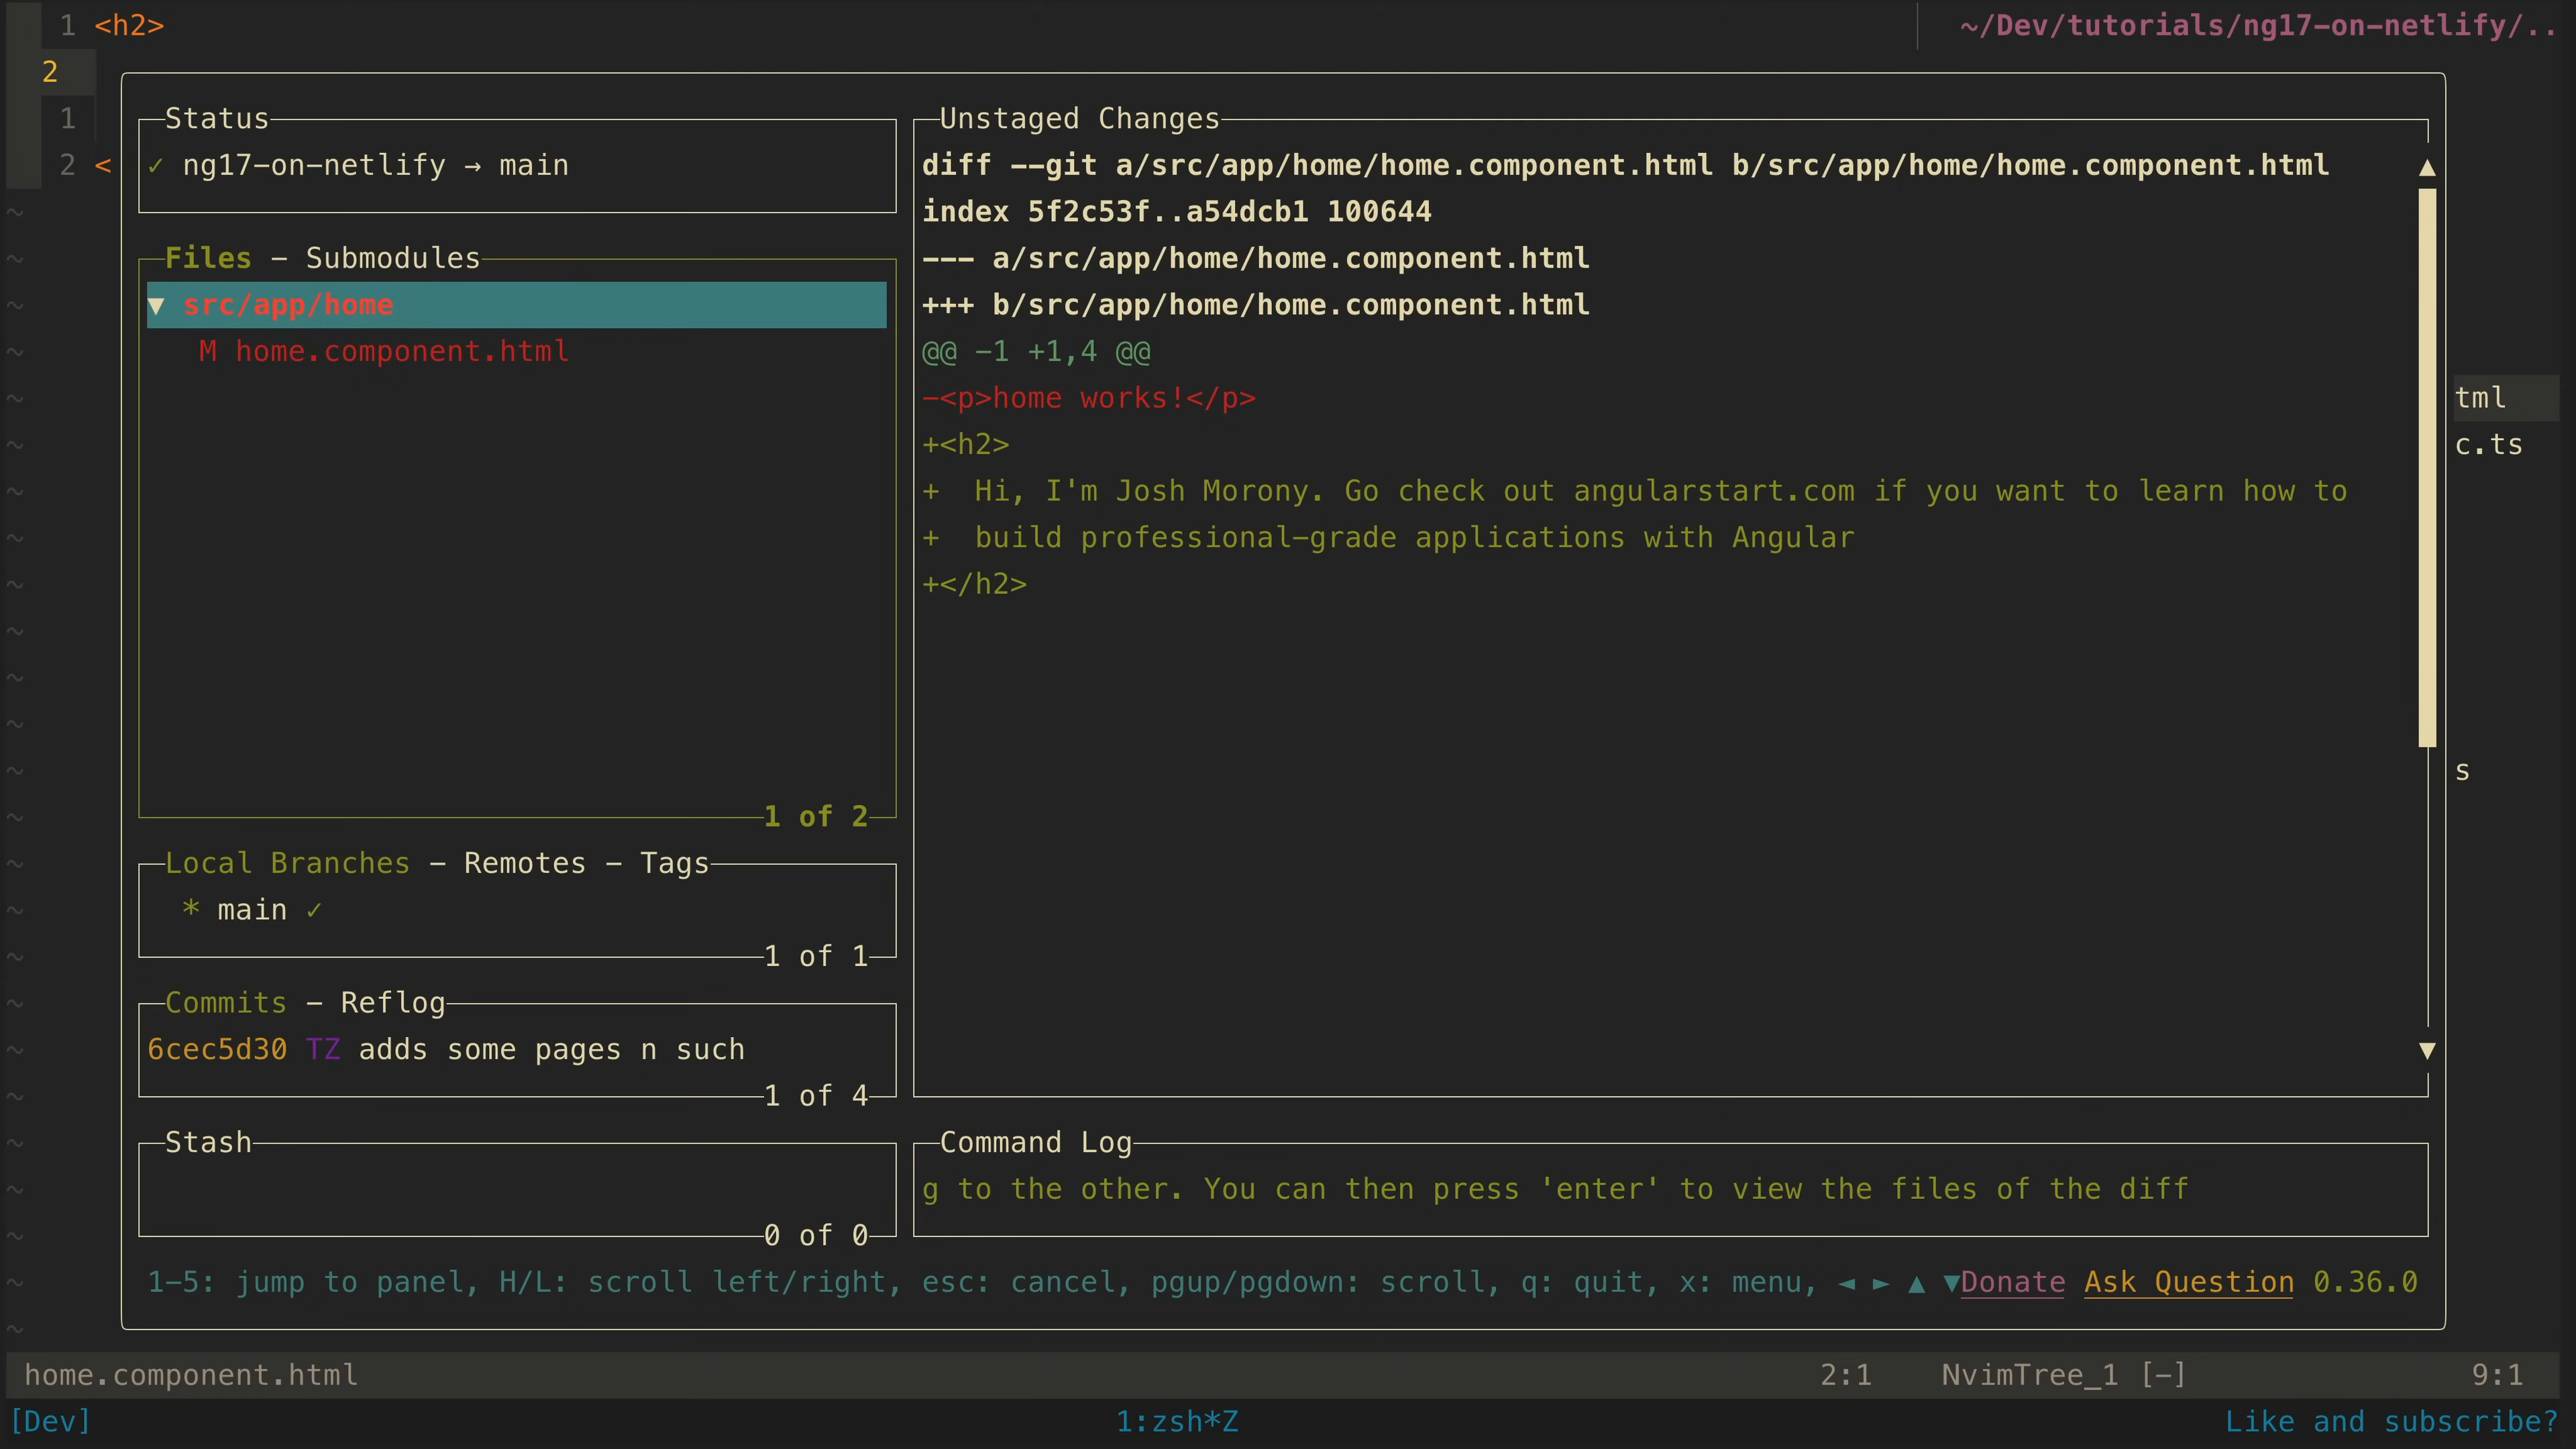 1 <h2>
~/Dev/tutorials/ng17-on-netlify/..
2
1
2 <
Status
✓ ng17-on-netlify → main
Files - Submodules
▼ src/app/home
M home.component.html
1 of 2
Local Branches - Remotes - Tags
* main ✓
1 of 1
Commits - Reflog
6cec5d30 TZ adds some pages n such
1 of 4
Stash
0 of 0
Unstaged Changes
diff --git a/src/app/home/home.component.html b/src/app/home/home.component.html
index 5f2c53f..a54dcb1 100644
--- a/src/app/home/home.component.html
+++ b/src/app/home/home.component.html
@@ -1 +1,4 @@
-<p>home works!</p>
+<h2>
+  Hi, I'm Josh Morony. Go check out angularstart.com if you want to learn how to
+  build professional-grade applications with Angular
+</h2>
Command Log
g to the other. You can then press 'enter' to view the files of the diff
tml
c.ts
s
1-5: jump to panel, H/L: scroll left/right, esc: cancel, pgup/pgdown: scroll, q: quit, x: menu, ◄ ► ▲ ▼Donate Ask Question 0.36.0
home.component.html 2:1 NvimTree_1 [-] 9:1
[Dev] 1:zsh*Z Like and subscribe?